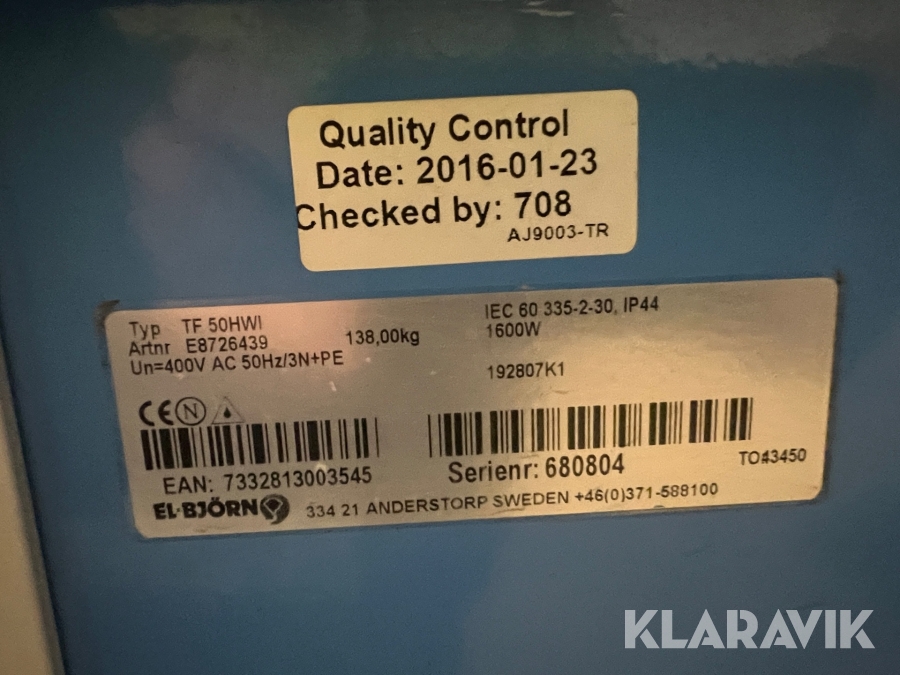 Quality Control
Date: 2016-01-23
Checked by: 708
AJ9003-TR
Typ TF 50HWI
Artnr E8726439
138,00kg
Un=400V AC 50Hz/3N+PE
IEC 60 335-2-30, IP44
1600W
192807K1
CE N
EAN: 7332813003545
Serienr: 680804
TO43450
EL·BJÖRN
334 21 ANDERSTORP SWEDEN +46(0)371-588100
KLARAVIK